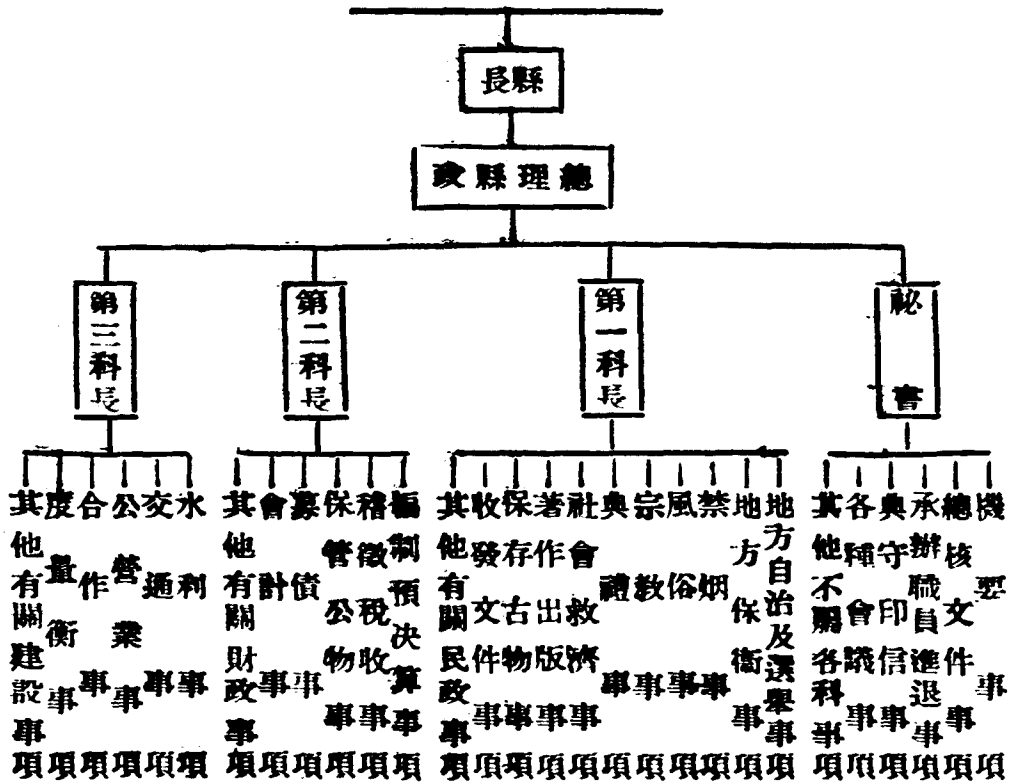 縣長
總理縣政
祕書
第一科長
第二科長
第三科長
機要事項
總核文件事項
承辦職員進退事項
典守印信事項
各種會議事項
其他不屬各科事項
地方自治及選舉事項
地方保衞事項
禁烟事項
風俗事項
宗教事項
典禮事項
社會救濟事項
著作出版事項
保存古物事項
收發文件事項
其他有關民政事項
編制預決算事項
稽徵稅收事項
保管公物事項
募債事項
會計事項
其他有關財政事項
水利事項
交通事項
公營業事項
合作事項
度量衡事項
其他有關建設事項